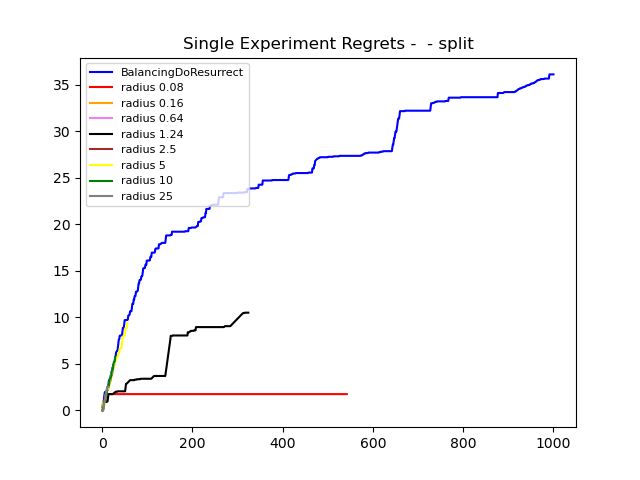 Single Experiment Regrets -  - split
BalancingDoResurrect
radius 0.08
radius 0.16
radius 0.64
radius 1.24
radius 2.5
radius 5
radius 10
radius 25
35
30
25
20
15
10
5
0
0 200 400 600 800 1000